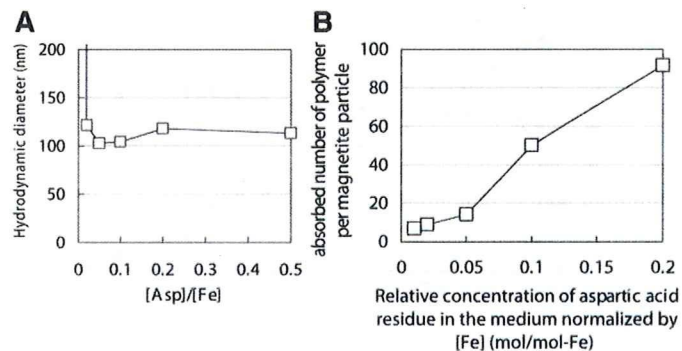 A
Hydrodynamic diameter (nm)
200
150
100
50
0
0
0.1
0.2
0.3
0.4
0.5
[Asp]/[Fe]
B
absorbed number of polymer
per magnetite particle
100
80
60
40
20
0
0
0.05
0.1
0.15
0.2
Relative concentration of aspartic acid
residue in the medium normalized by
[Fe] (mol/mol-Fe)